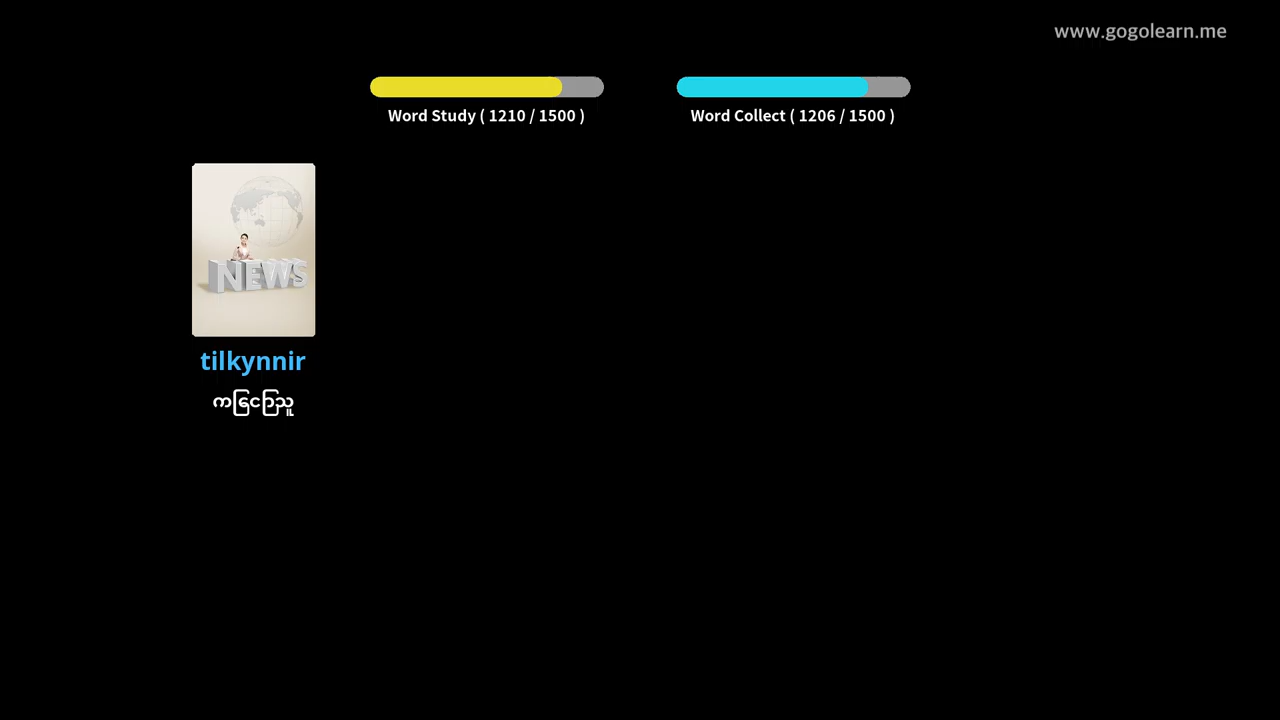 www.gogolearn.me
Word Study ( 1210 / 1500 )
Word Collect ( 1206 / 1500 )
NEWS
tilkynnir
ကြေငြာသူ